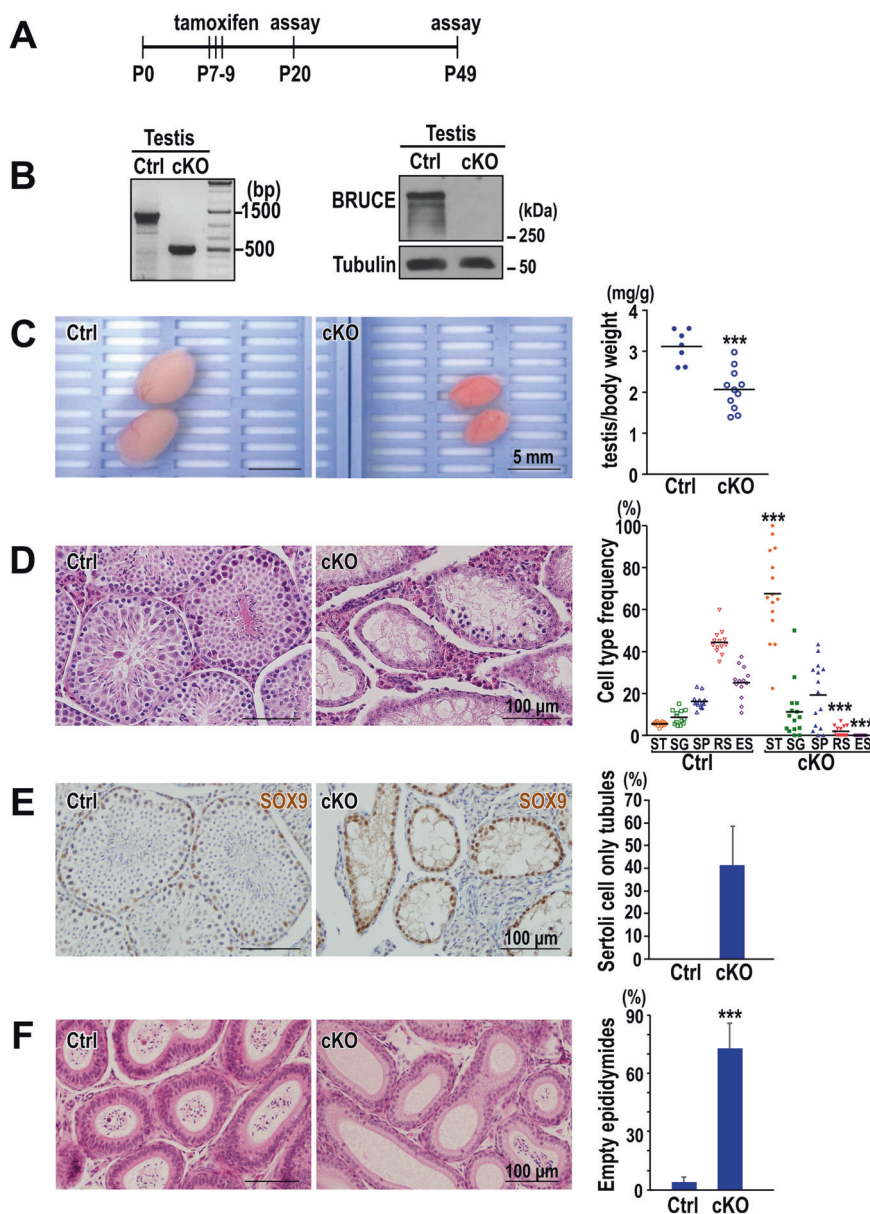 A
tamoxifen assay assay
P0 P7-9 P20 P49
B
Testis
Ctrl cKO
(bp)
1500
500
Testis
Ctrl cKO
BRUCE
(kDa)
250
Tubulin
50
C
Ctrl
cKO
5 mm
(mg/g)
testis/body weight
4
3
2
1
0
***
Ctrl cKO
D
Ctrl
cKO
100 µm
(%)
Cell type frequency
100
80
60
40
20
0
***
***
***
ST SG SP RS ES ST SG SP RS ES
Ctrl cKO
E
Ctrl
SOX9
cKO
SOX9
100 µm
(%)
Sertoli cell only tubules
70
60
50
40
30
20
10
0
Ctrl cKO
F
Ctrl
cKO
100 µm
(%)
Empty epididymides
90
60
30
0
***
Ctrl cKO